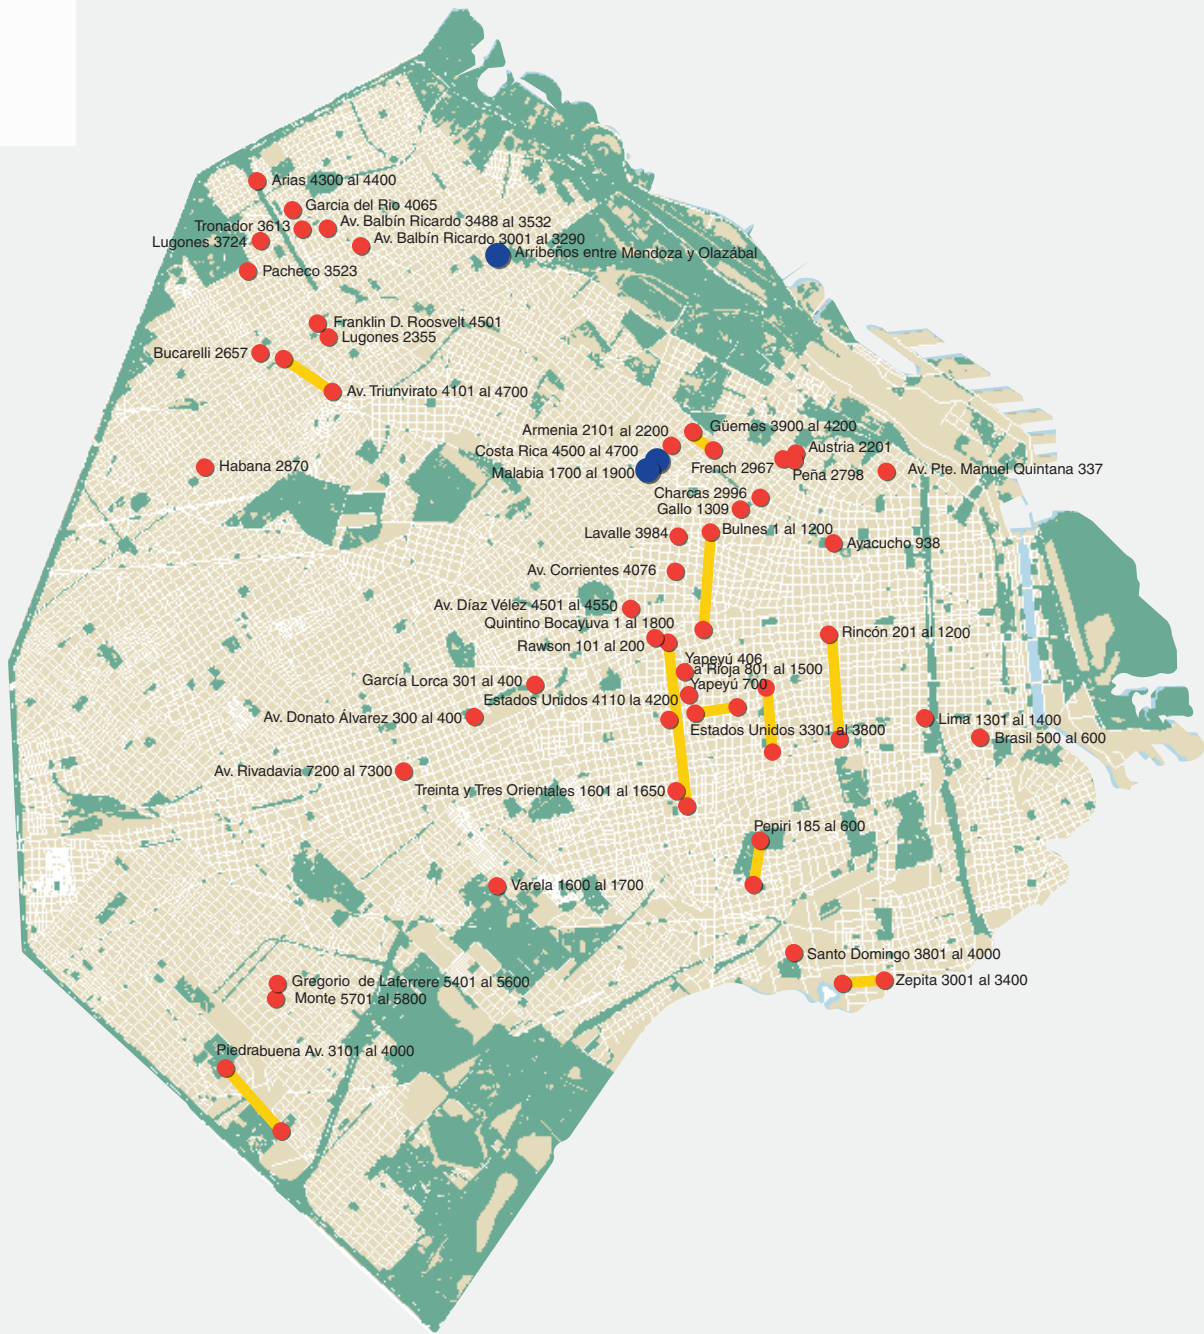 Arias 4300 al 4400
Garcia del Rio 4065
Tronador 3613
Av. Balbín Ricardo 3488 al 3532
Lugones 3724
Av. Balbín Ricardo 3001 al 3290
Arribeños entre Mendoza y Olazábal
Pacheco 3523
Franklin D. Roosvelt 4501
Lugones 2355
Bucarelli 2657
Av. Triunvirato 4101 al 4700
Armenia 2101 al 2200
Güemes 3900 al 4200
Costa Rica 4500 al 4700
Austria 2201
Habana 2870
Malabia 1700 al 1900
French 2967
Peña 2798
Av. Pte. Manuel Quintana 337
Charcas 2996
Gallo 1309
Lavalle 3984
Bulnes 1 al 1200
Ayacucho 938
Av. Corrientes 4076
Av. Díaz Vélez 4501 al 4550
Quintino Bocayuva 1 al 1800
Rincón 201 al 1200
Rawson 101 al 200
Yapeyú 406
a Rioja 801 al 1500
García Lorca 301 al 400
Yapeyú 700
Estados Unidos 4110 la 4200
Av. Donato Álvarez 300 al 400
Lima 1301 al 1400
Estados Unidos 3301 al 3800
Brasil 500 al 600
Av. Rivadavia 7200 al 7300
Treinta y Tres Orientales 1601 al 1650
Pepiri 185 al 600
Varela 1600 al 1700
Santo Domingo 3801 al 4000
Gregorio de Laferrere 5401 al 5600
Zepita 3001 al 3400
Monte 5701 al 5800
Piedrabuena Av. 3101 al 4000